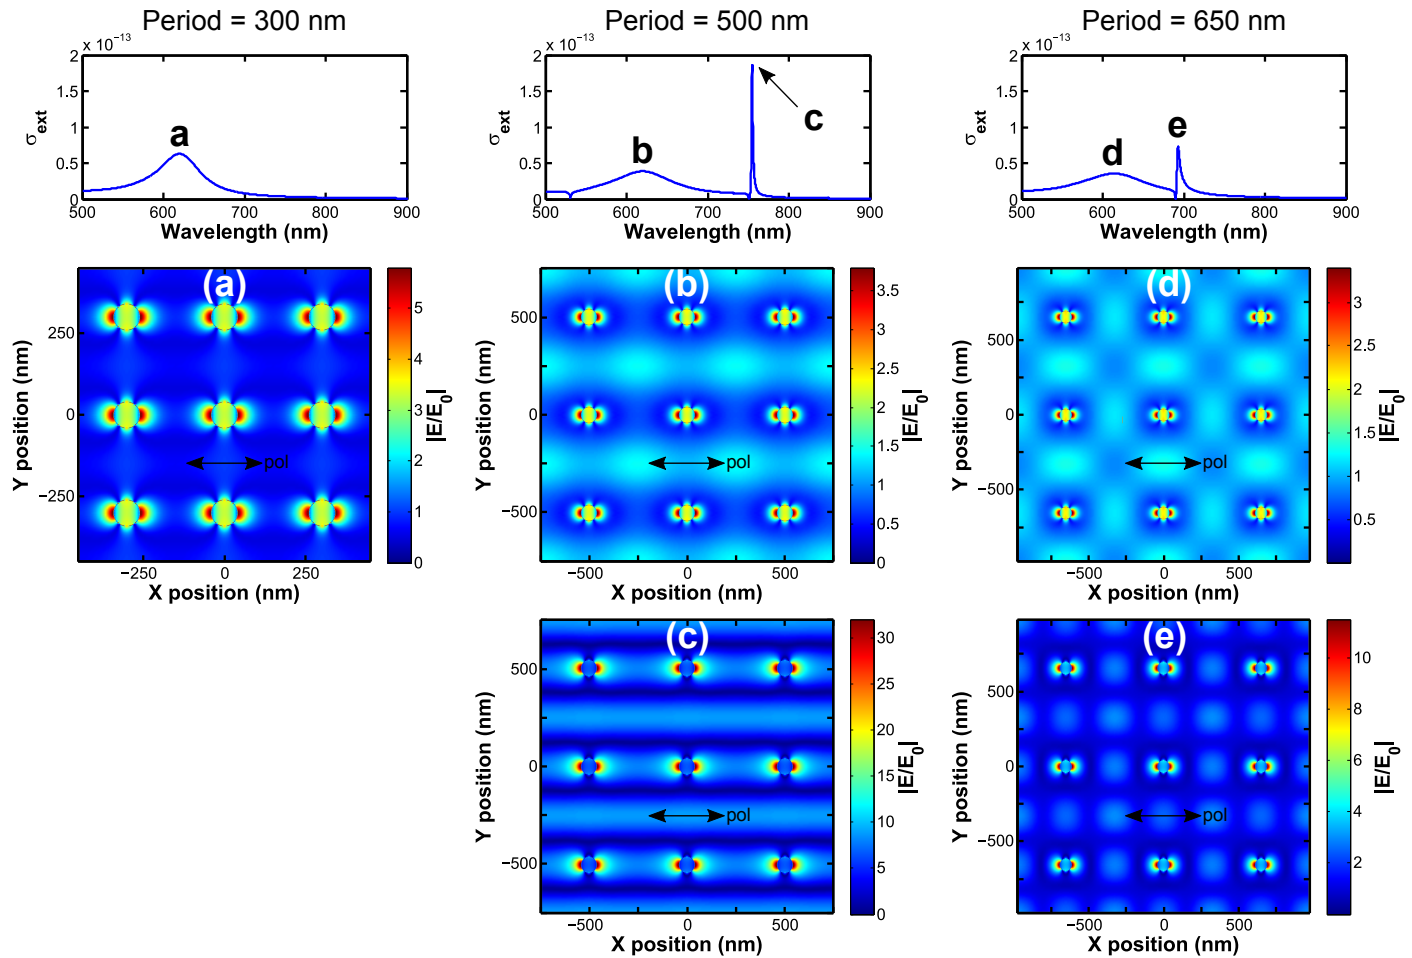 Period = 300 nm
Period = 500 nm
Period = 650 nm
x 10⁻¹³
2
1.5
1
0.5
0
σext
a
500 600 700 800 900
Wavelength (nm)
x 10⁻¹³
2
1.5
1
0.5
0
σext
b
c
500 600 700 800 900
Wavelength (nm)
x 10⁻¹³
2
1.5
1
0.5
0
σext
d
e
500 600 700 800 900
Wavelength (nm)
(a)
250
0
−250
Y position (nm)
pol
−250 0 250
X position (nm)
5
4
3
2
1
0
|E/E0|
(b)
500
0
−500
Y position (nm)
pol
−500 0 500
X position (nm)
3.5
3.0
2.5
2.0
1.5
1.0
0.5
0
|E/E0|
(d)
500
0
−500
Y position (nm)
pol
−500 0 500
X position (nm)
3.5
3.0
2.5
2.0
1.5
1.0
0.5
|E/E0|
(c)
500
0
−500
Y position (nm)
pol
−500 0 500
X position (nm)
30
25
20
15
10
5
0
|E/E0|
(e)
500
0
−500
Y position (nm)
pol
−500 0 500
X position (nm)
10
8
6
4
2
|E/E0|